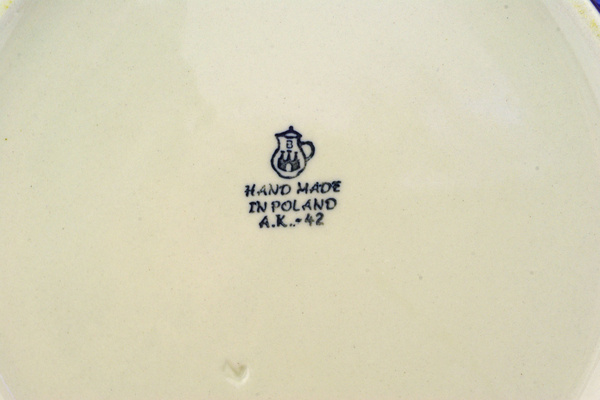 B
HAND MADE
IN POLAND
A.K.-42